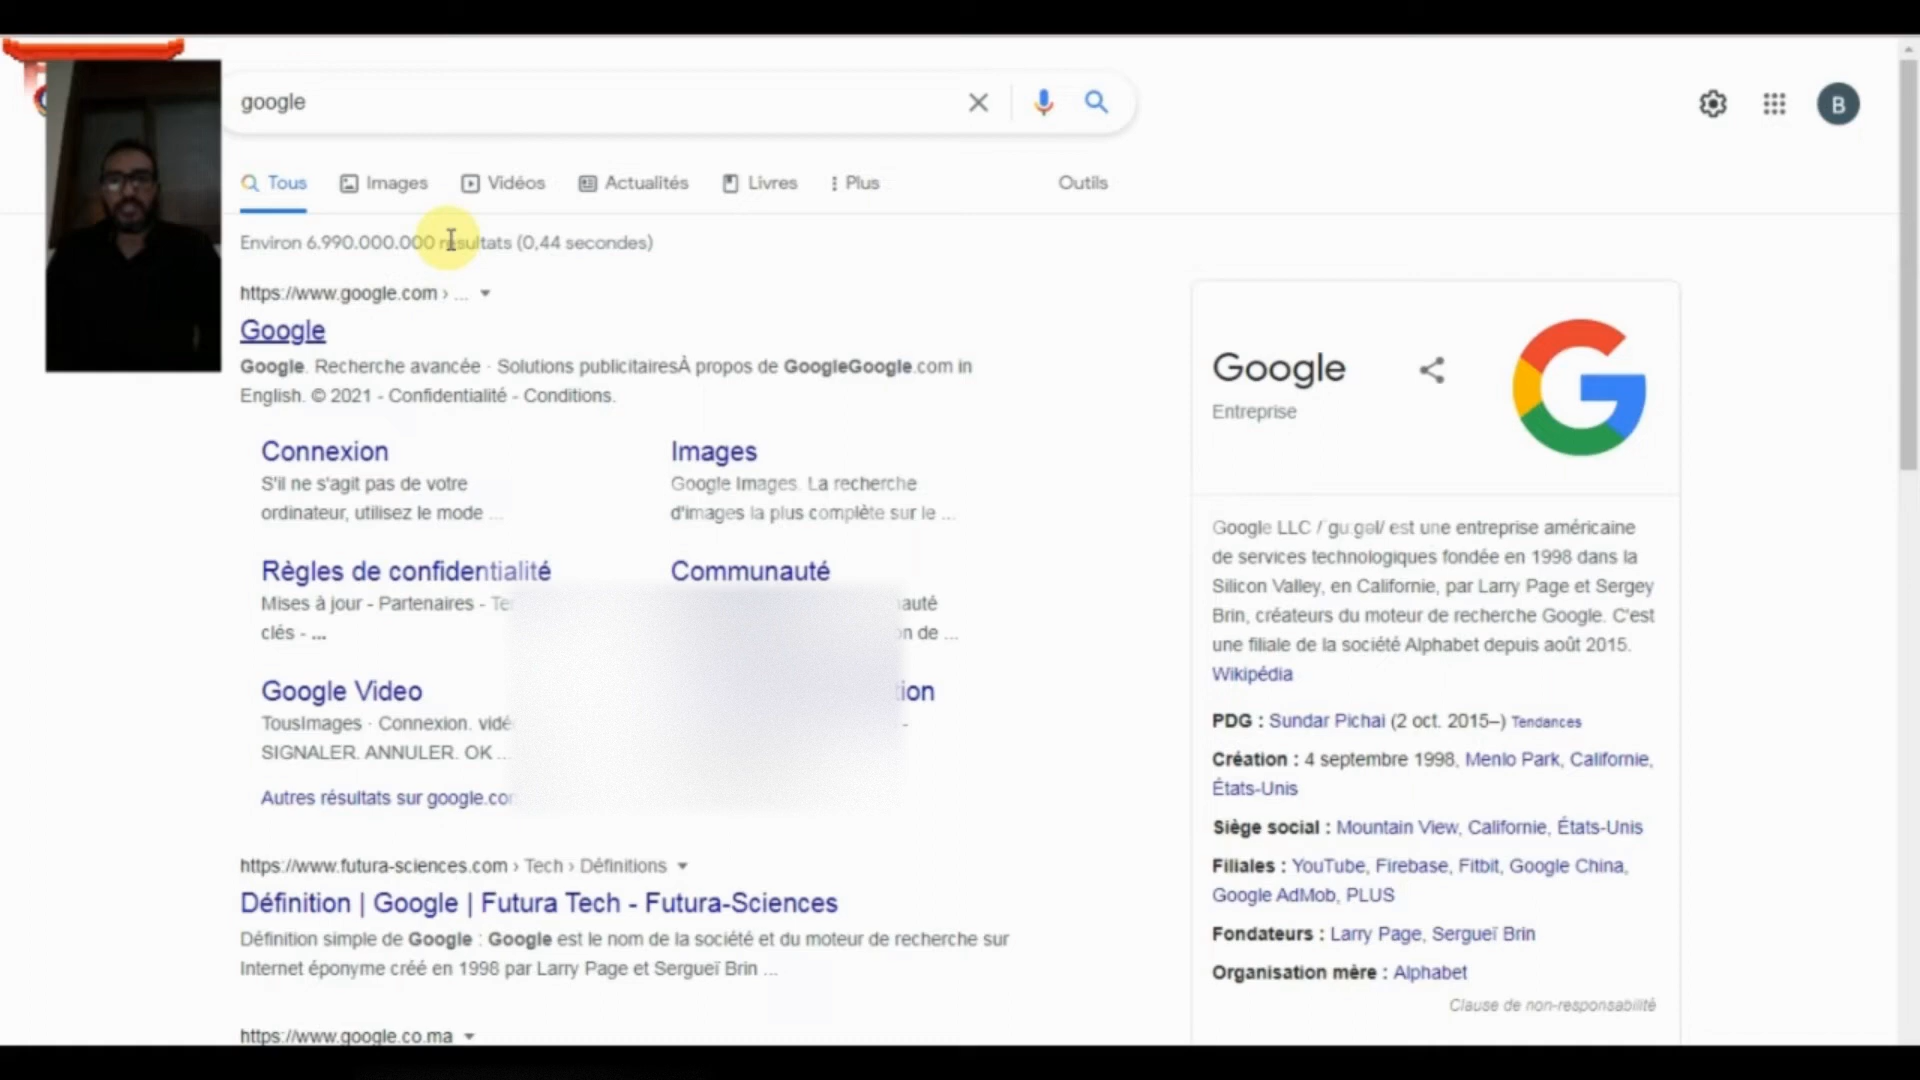 google
Tous Images Vidéos Actualités Livres Plus Outils
Environ 6.990.000.000 résultats (0,44 secondes)
https://www.google.com › ...
Google
Google. Recherche avancée · Solutions publicitairesÀ propos de GoogleGoogle.com in
English. © 2021 - Confidentialité - Conditions.
Connexion
S'il ne s'agit pas de votre
ordinateur, utilisez le mode ...
Images
Google Images. La recherche
d'images la plus complète sur le ...
Règles de confidentialité
Mises à jour - Partenaires -
clés - ...
Communauté
on de ...
Google Video
TousImages · Connexion.
SIGNALER. ANNULER. OK ...
Autres résultats sur
https://www.futura-sciences.com › Tech › Définitions
Définition | Google | Futura Tech - Futura-Sciences
Définition simple de Google : Google est le nom de la société et du moteur de recherche sur
Internet éponyme créé en 1998 par Larry Page et Sergueï Brin ...
https://www.google.co.ma
B
Google
Entreprise
Google LLC /ˈguːgəl/ est une entreprise américaine
de services technologiques fondée en 1998 dans la
Silicon Valley, en Californie, par Larry Page et Sergey
Brin, créateurs du moteur de recherche Google. C'est
une filiale de la société Alphabet depuis août 2015.
Wikipédia
PDG : Sundar Pichai (2 oct. 2015–) Tendances
Création : 4 septembre 1998, Menlo Park, Californie,
États-Unis
Siège social : Mountain View, Californie, États-Unis
Filiales : YouTube, Firebase, Fitbit, Google China,
Google AdMob, PLUS
Fondateurs : Larry Page, Sergueï Brin
Organisation mère : Alphabet
Clause de non-responsabilité